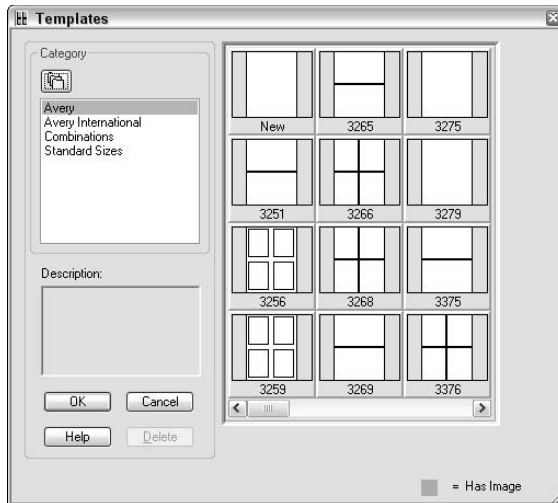 Templates
Category
Avery
Avery International
Combinations
Standard Sizes
Description:
OK
Cancel
Help
Delete
New
3265
3275
3251
3266
3279
3256
3268
3375
3259
3269
3376
= Has Image